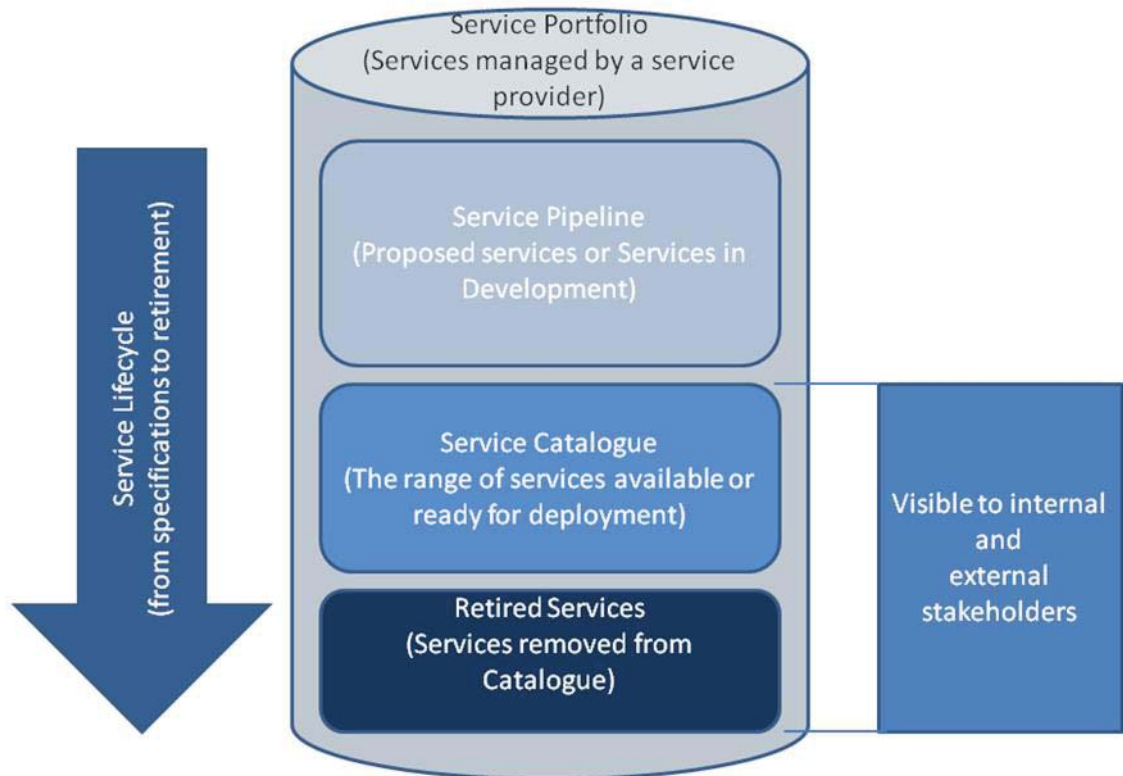 Service Portfolio
(Services managed by a service
provider)
Service Lifecycle
(from specifications to retirement)
Service Pipeline
(Proposed services or Services in
Development)
Service Catalogue
(The range of services available or
ready for deployment)
Retired Services
(Services removed from
Catalogue)
Visible to internal
and
external
stakeholders